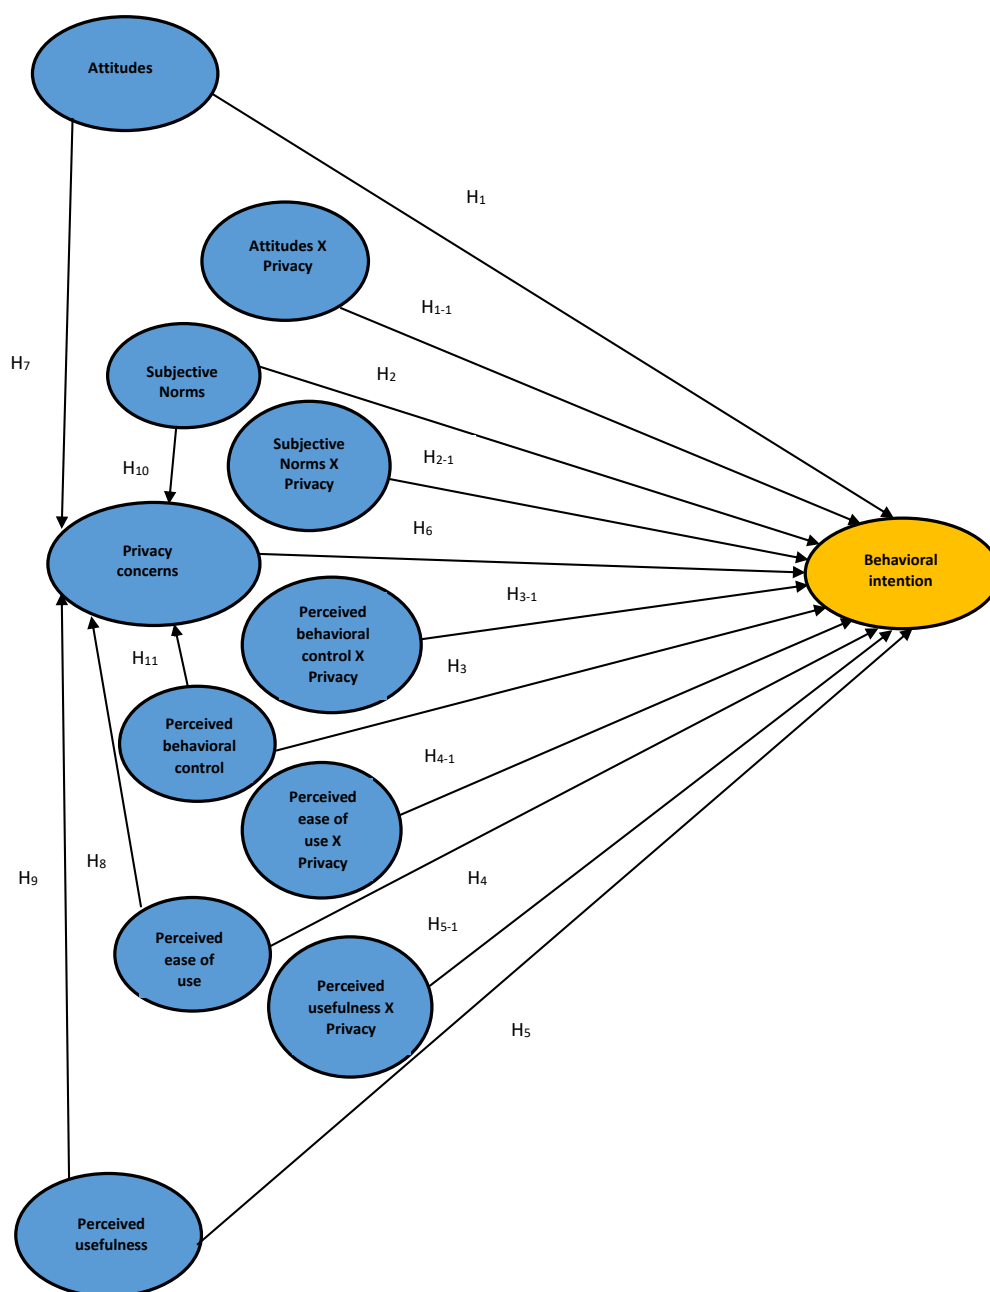 Attitudes
H1
Attitudes X
Privacy
H1-1
H7
Subjective
Norms
H2
Subjective
Norms X
Privacy
H2-1
H10
Privacy
concerns
H6
Behavioral
intention
Perceived
behavioral
control X
Privacy
H3-1
H11
H3
Perceived
behavioral
control
H4-1
Perceived
ease of
use X
Privacy
H9
H8
H4
Perceived
ease of
use
H5-1
Perceived
usefulness X
Privacy
H5
Perceived
usefulness